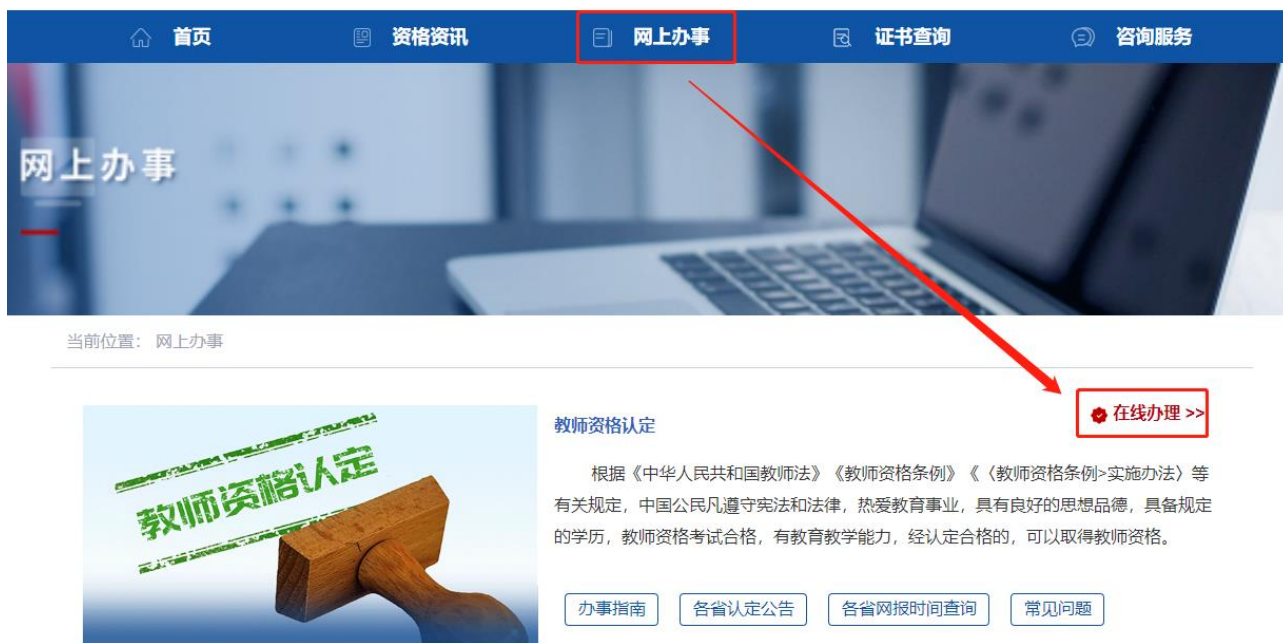 首页 资格资讯 网上办事 证书查询 咨询服务
网上办事
当前位置： 网上办事
教师资格认定
教师资格认定
在线办理 >>
根据《中华人民共和国教师法》《教师资格条例》《〈教师资格条例>实施办法〉等
有关规定，中国公民凡遵守宪法和法律，热爱教育事业，具有良好的思想品德，具备规定
的学历，教师资格考试合格，有教育教学能力，经认定合格的，可以取得教师资格。
办事指南 各省认定公告 各省网报时间查询 常见问题